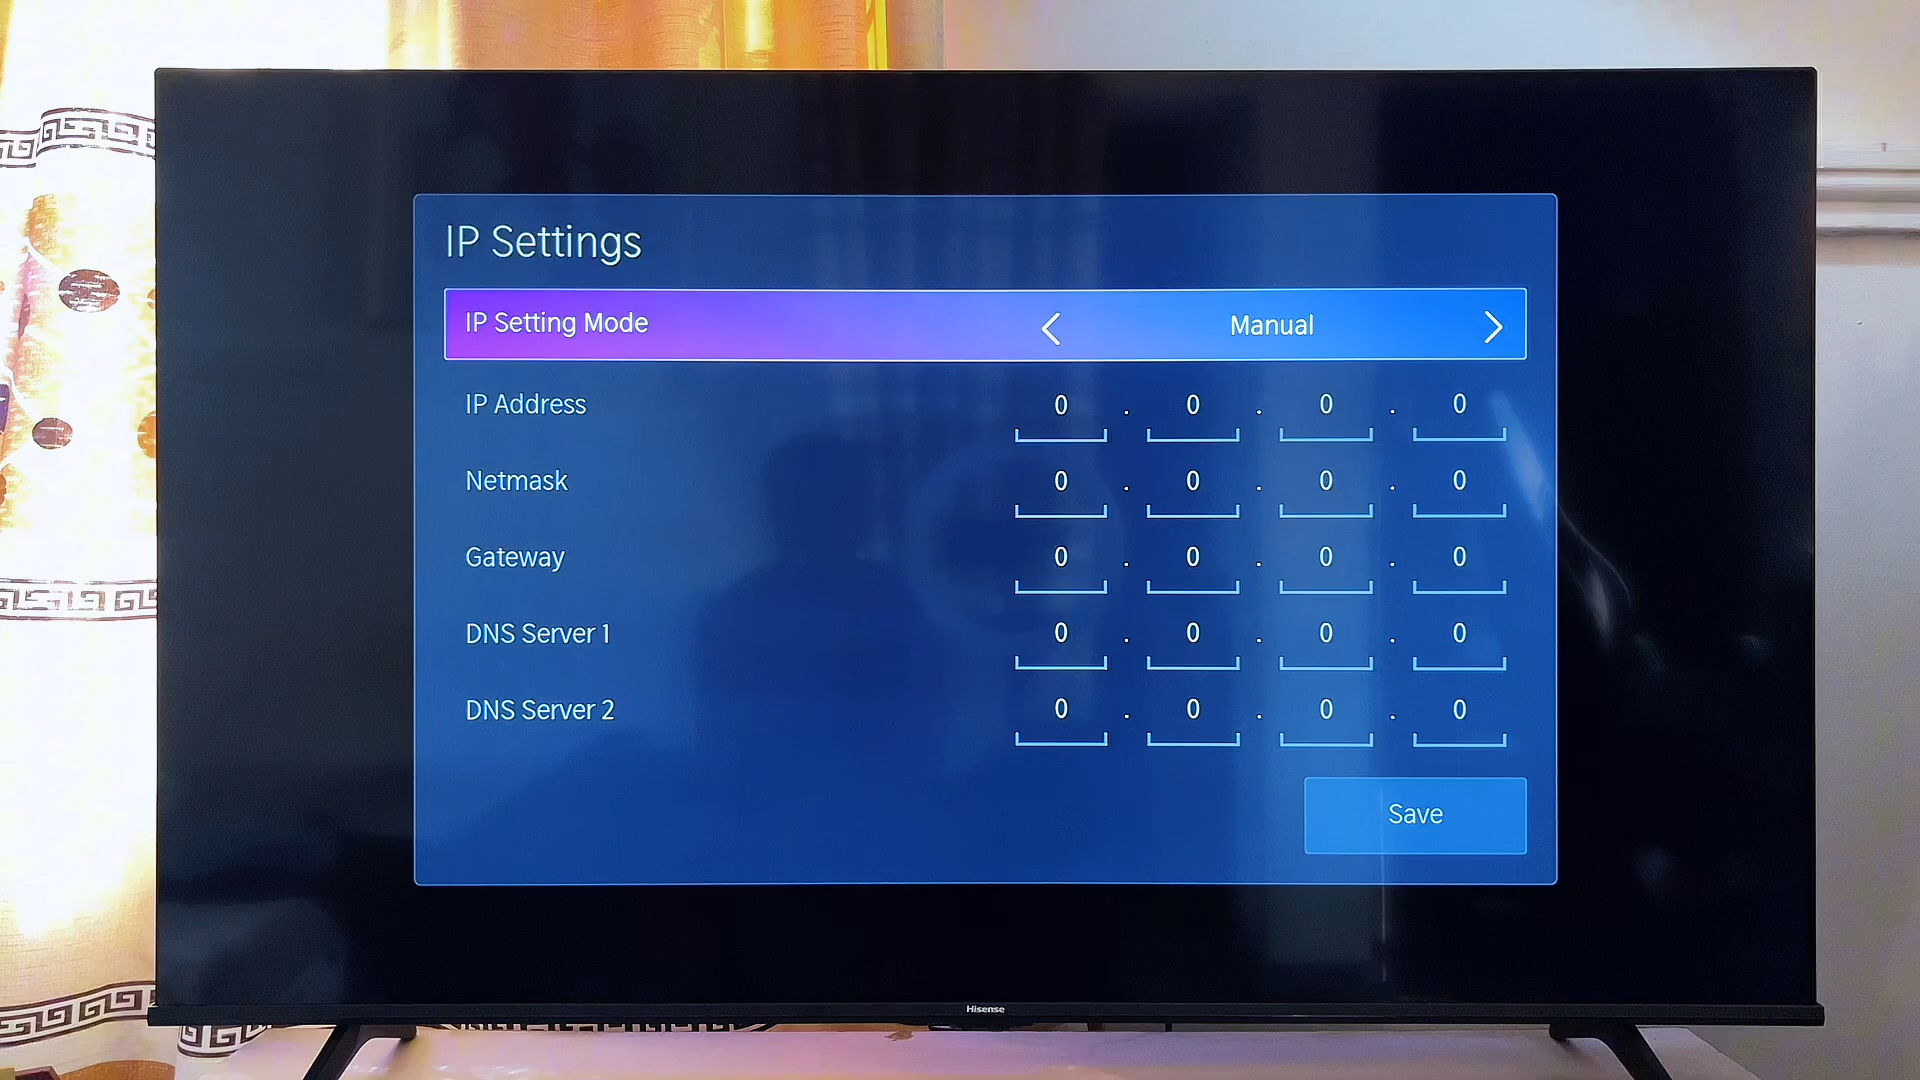 IP Settings
IP Setting Mode < Manual >
IP Address 0 . 0 . 0 . 0
Netmask 0 . 0 . 0 . 0
Gateway 0 . 0 . 0 . 0
DNS Server 1 0 . 0 . 0 . 0
DNS Server 2 0 . 0 . 0 . 0
Save
Hisense